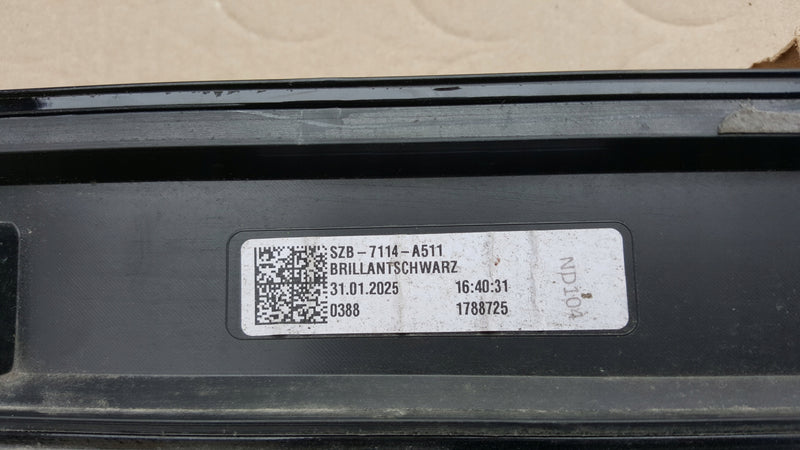 SZB-7114-A511
BRILLANTSCHWARZ
31.01.2025 16:40:31
0388 1788725
ND104